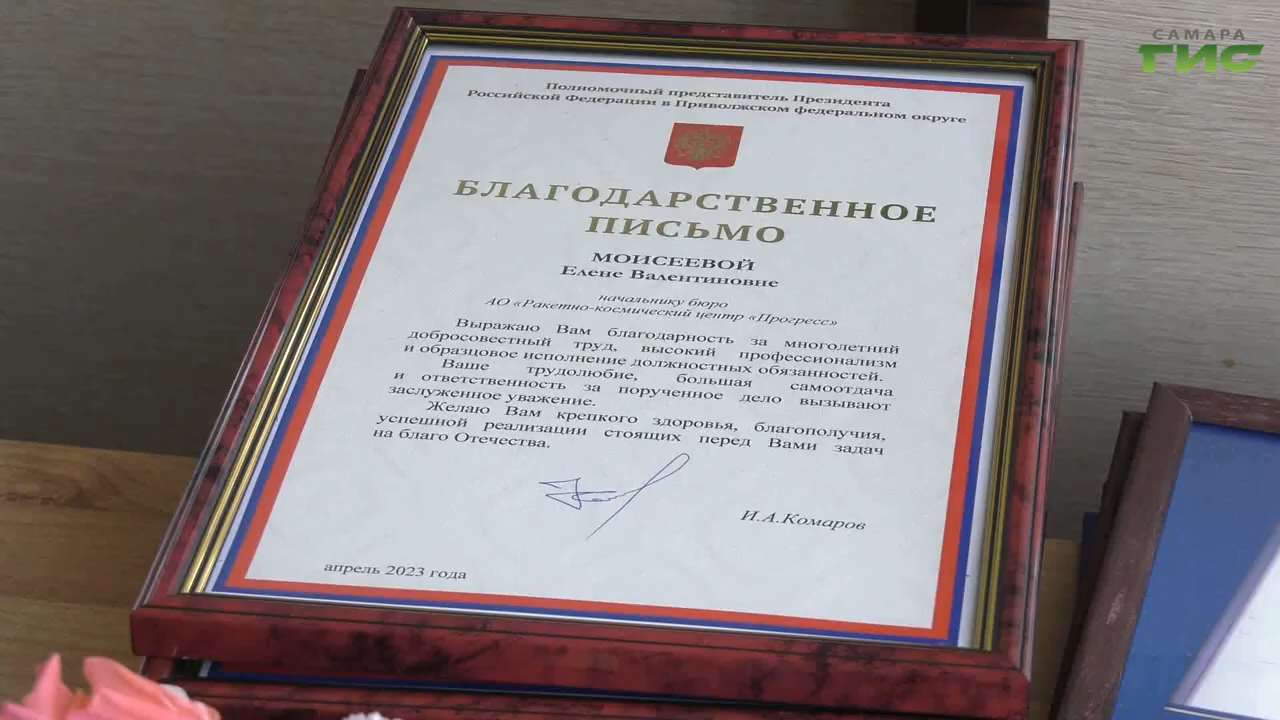 САМАРА
ГИС
Полномочный представитель Президента
Российской Федерации в Приволжском федеральном округе
БЛАГОДАРСТВЕННОЕ
ПИСЬМО
МОИСЕЕВОЙ
Елене Валентиновне
начальнику бюро
АО «Ракетно-космический центр «Прогресс»
Выражаю Вам благодарность за многолетний
добросовестный труд, высокий профессионализм
и образцовое исполнение должностных обязанностей.
Ваше трудолюбие, большая самоотдача
и ответственность за порученное дело вызывают
заслуженное уважение.
Желаю Вам крепкого здоровья, благополучия,
успешной реализации стоящих перед Вами задач
на благо Отечества.
И.А.Комаров
апрель 2023 года